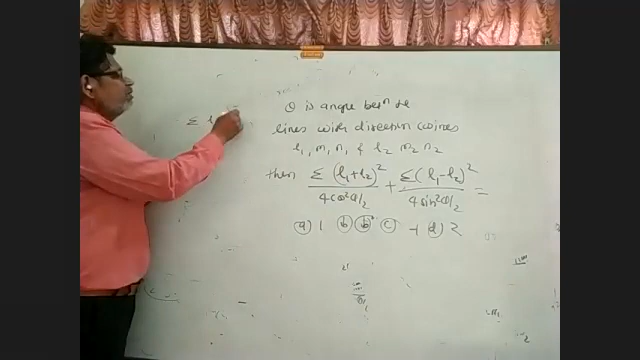 θ is angle betn the
lines with direction cosines
l₁, m₁, n₁ & l₂ m₂ n₂
then Σ(l₁+l₂)²/4cos²θ/2 + Σ(l₁-l₂)²/4sin²θ/2 =
a) 1 b b c -1 d) 2
Σ l